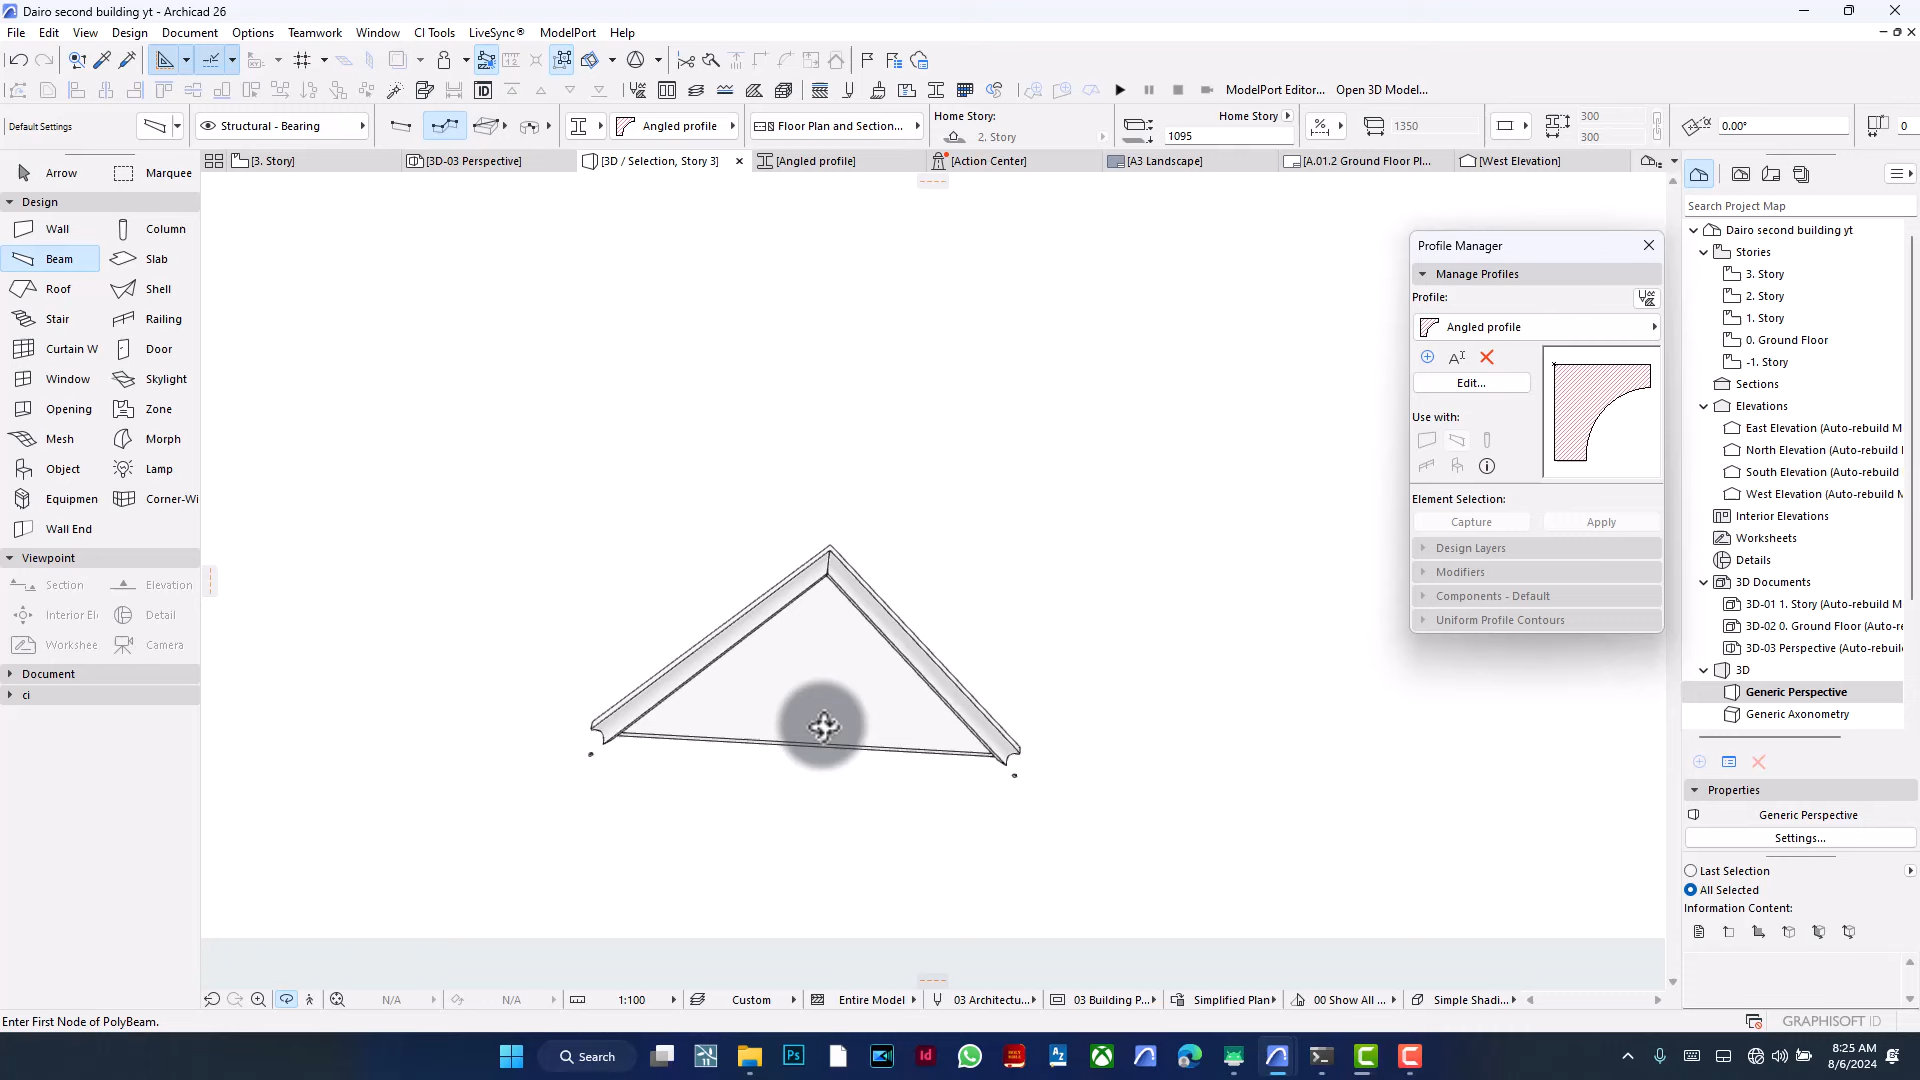 Dairo second building yt - Archicad 26
File Edit View Design Document Options Teamwork Window CI Tools LiveSync® ModelPort Help
ModelPort Editor... Open 3D Model...
Default Settings Structural - Bearing Angled profile Floor Plan and Section... Home Story: 2. Story Home Story 1095 1350 300 300 0.00° 0
[3. Story] [3D-03 Perspective] [3D / Selection, Story 3] [Angled profile] [Action Center] [A3 Landscape] [A.01.2 Ground Floor Pl... [West Elevation]
Arrow Marquee
Design
Wall Column
Beam Slab
Roof Shell
Stair Railing
Curtain W Door
Window Skylight
Opening Zone
Mesh Morph
Object Lamp
Equipmen Corner-Wi
Wall End
Viewpoint
Section Elevation
Interior El Detail
Workshee Camera
Document
ci
Profile Manager
Manage Profiles
Profile:
Angled profile
Edit...
Use with:
Element Selection:
Capture Apply
Design Layers
Modifiers
Components - Default
Uniform Profile Contours
Search Project Map
Dairo second building yt
Stories
3. Story
2. Story
1. Story
0. Ground Floor
-1. Story
Sections
Elevations
East Elevation (Auto-rebuild M
North Elevation (Auto-rebuild
South Elevation (Auto-rebuild
West Elevation (Auto-rebuild M
Interior Elevations
Worksheets
Details
3D Documents
3D-01 1. Story (Auto-rebuild M
3D-02 0. Ground Floor (Auto-re
3D-03 Perspective (Auto-rebuil
3D
Generic Perspective
Generic Axonometry
Properties
Generic Perspective
Settings...
Last Selection
All Selected
Information Content:
N/A N/A 1:100 Custom Entire Model 03 Architectu... 03 Building P... Simplified Plan 00 Show All ... Simple Shadi...
Enter First Node of PolyBeam.
GRAPHISOFT ID
Search
8:25 AM
8/6/2024